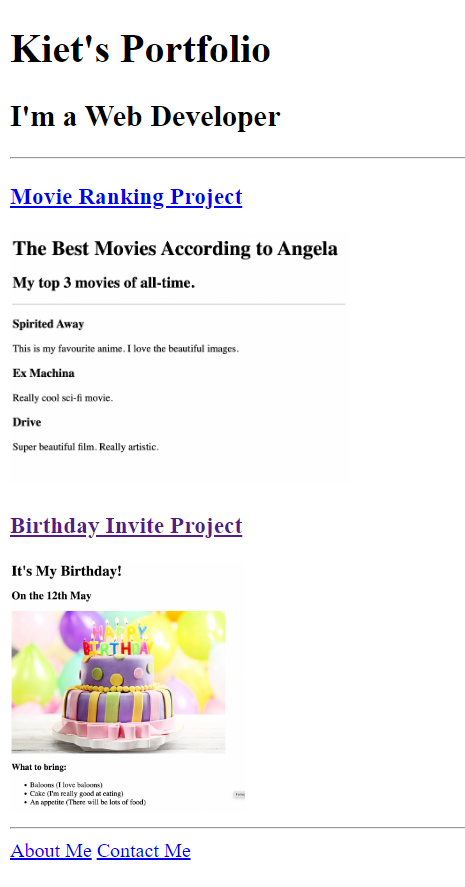 Kiet's Portfolio
I'm a Web Developer
Movie Ranking Project
The Best Movies According to Angela
My top 3 movies of all-time.
Spirited Away
This is my favourite anime. I love the beautiful images.
Ex Machina
Really cool sci-fi movie.
Drive
Super beautiful film. Really artistic.
Birthday Invite Project
It's My Birthday!
On the 12th May
HAPPY
BIRTHDAY
What to bring:
• Baloons (I love baloons)
• Cake (I'm really good at eating)
• An appetite (There will be lots of food)
About Me Contact Me